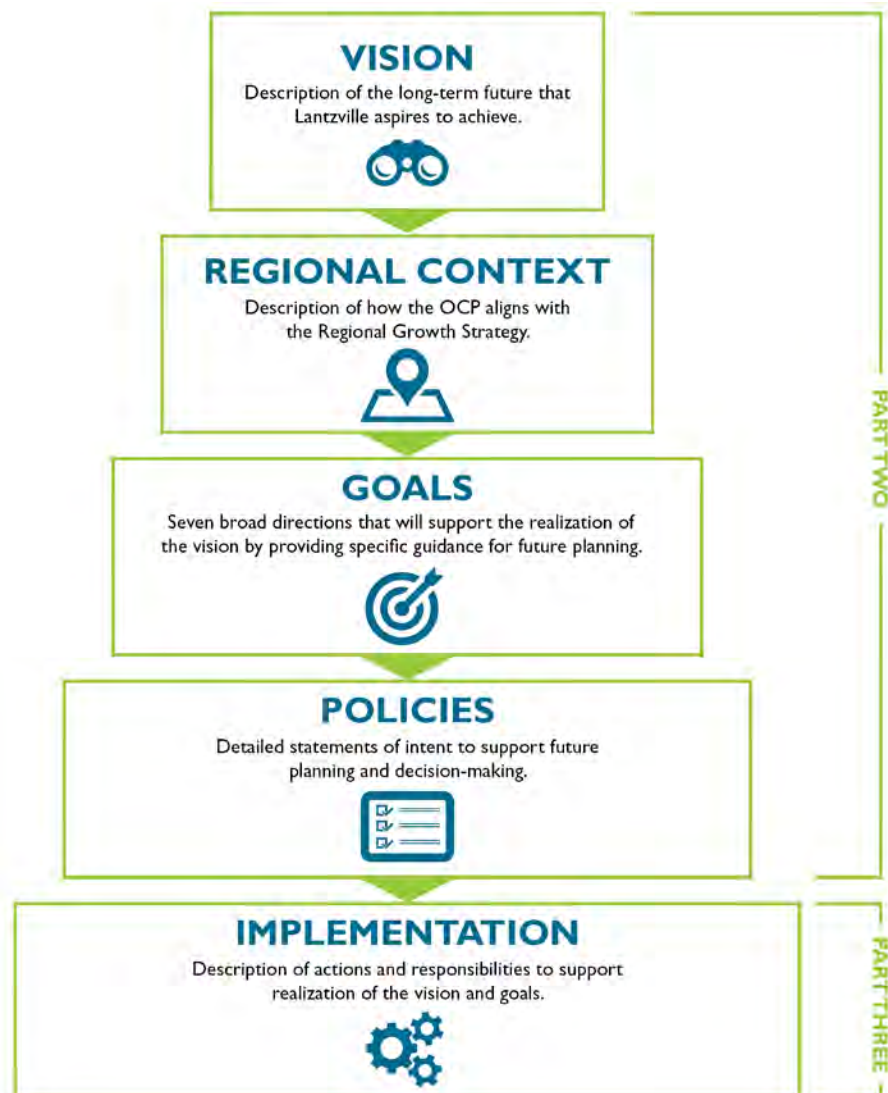 VISION
Description of the long-term future that
Lantzville aspires to achieve.
REGIONAL CONTEXT
Description of how the OCP aligns with
the Regional Growth Strategy.
GOALS
Seven broad directions that will support the realization of
the vision by providing specific guidance for future planning.
POLICIES
Detailed statements of intent to support future
planning and decision-making.
PART TWO
IMPLEMENTATION
Description of actions and responsibilities to support
realization of the vision and goals.
PART THREE